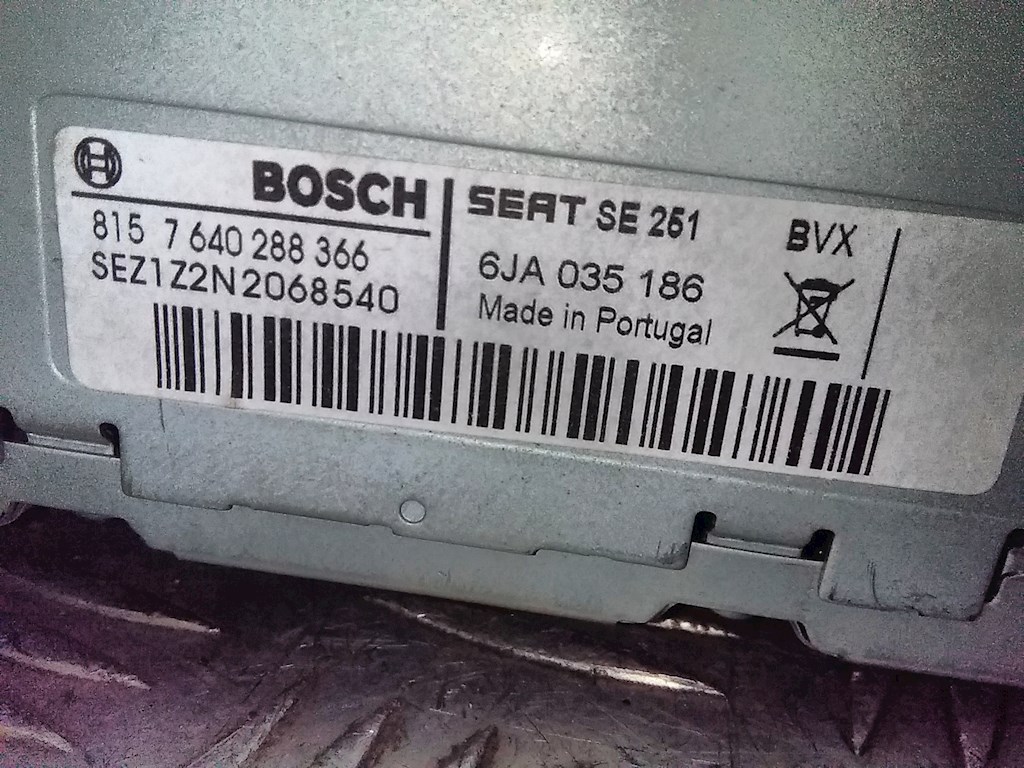 BOSCH
815 7 640 288 366
SEZ1Z2N2068540
SEAT SE 251
6JA 035 186
Made in Portugal
BVX